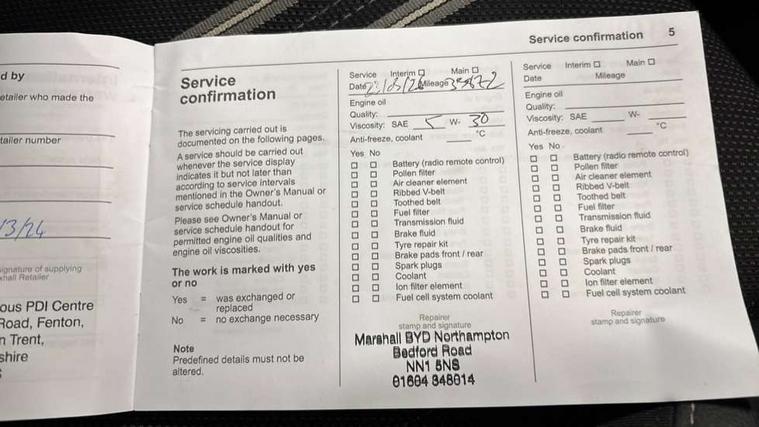 d by
etailer who made the
tailer number
/3/24
signature of supplying
xhall Retailer
ous PDI Centre
Road, Fenton,
n Trent,
shire
Service confirmation 5
Service
confirmation
The servicing carried out is
documented on the following pages.
A service should be carried out
whenever the service display
indicates it but not later than
according to service intervals
mentioned in the Owner's Manual or
service schedule handout.
Please see Owner's Manual or
service schedule handout for
permitted engine oil qualities and
engine oil viscosities.
The work is marked with yes
or no
Yes = was exchanged or
replaced
No = no exchange necessary
Note
Predefined details must not be
altered.
Service Interim Main
Date Mileage
Engine oil
Quality:
Viscosity: SAE 5 W- 30
Anti-freeze, coolant °C
Yes No
Battery (radio remote control)
Pollen filter
Air cleaner element
Ribbed V-belt
Toothed belt
Fuel filter
Transmission fluid
Brake fluid
Tyre repair kit
Brake pads front / rear
Spark plugs
Coolant
Ion filter element
Fuel cell system coolant
Repairer
stamp and signature
Marshall BYD Northampton
Bedford Road
NN1 5NS
01604 348014
Service Interim Main
Date Mileage
Engine oil
Quality:
Viscosity: SAE W-
Anti-freeze, coolant °C
Yes No
Battery (radio remote control)
Pollen filter
Air cleaner element
Ribbed V-belt
Toothed belt
Fuel filter
Transmission fluid
Brake fluid
Tyre repair kit
Brake pads front / rear
Spark plugs
Coolant
Ion filter element
Fuel cell system coolant
Repairer
stamp and signature